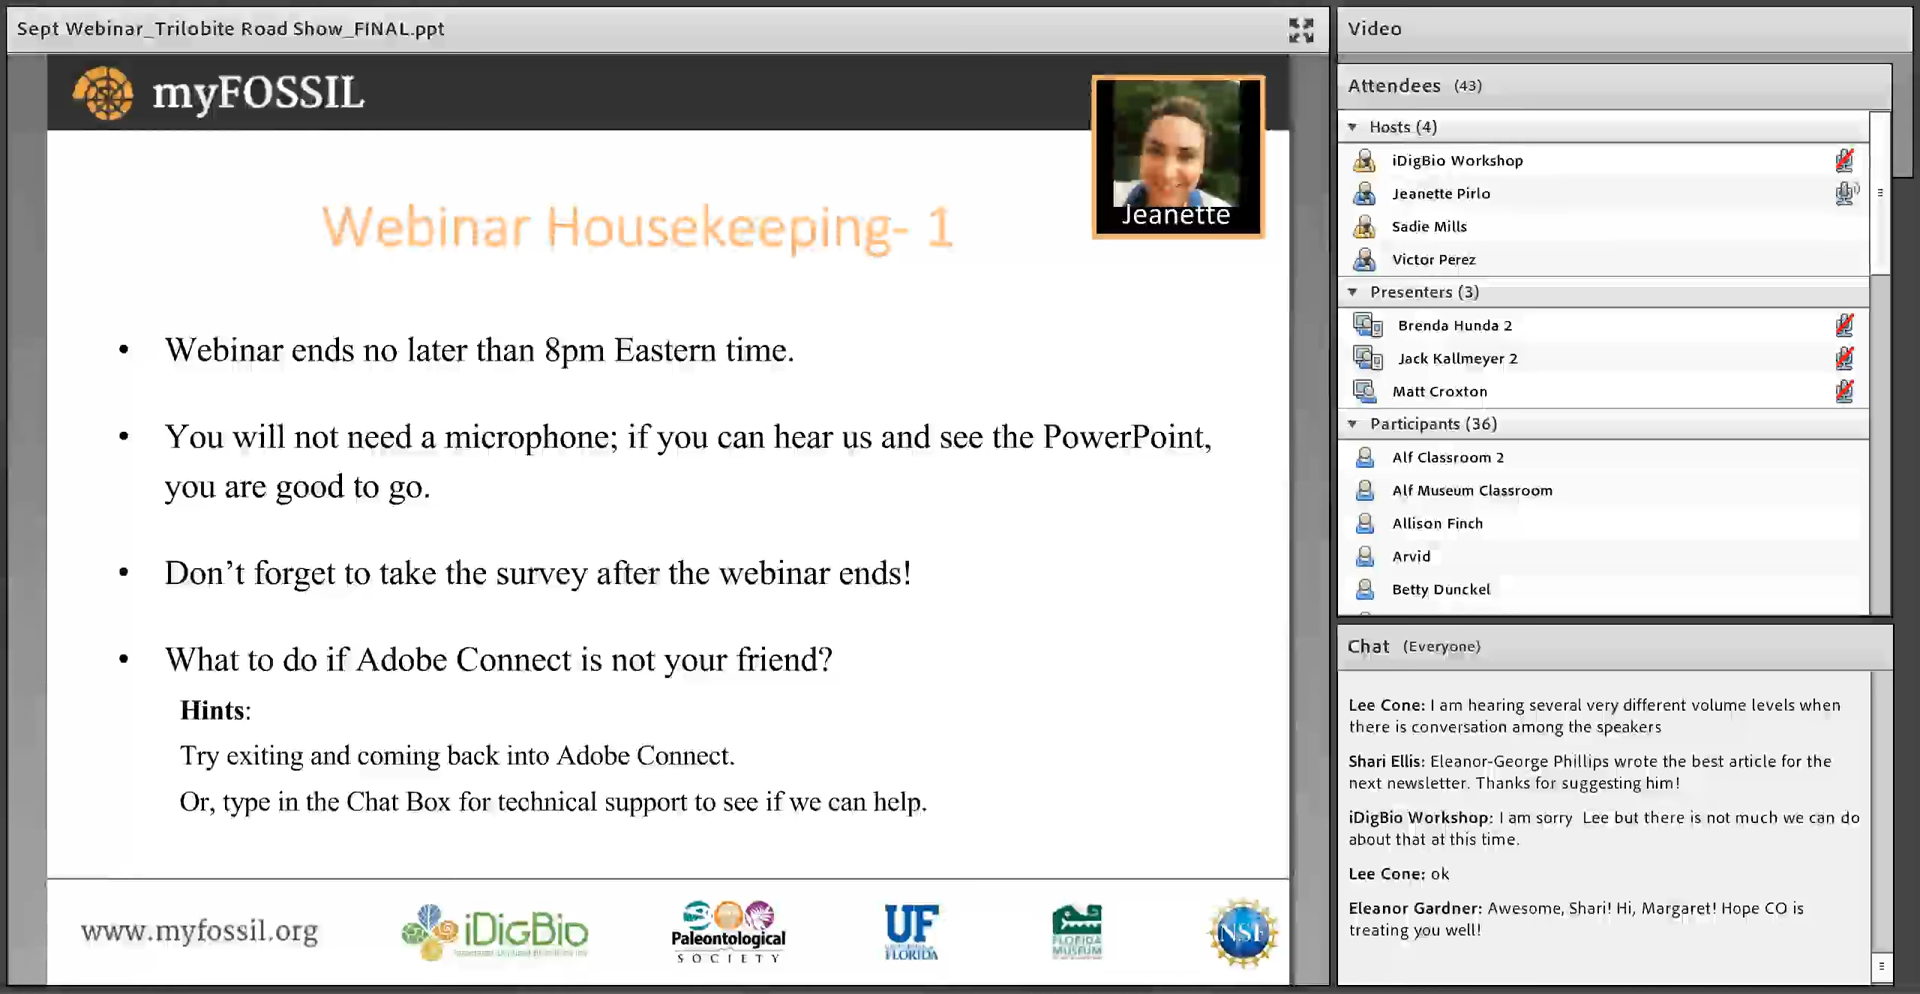 Sept Webinar_Trilobite Road Show_FINAL.ppt
myFOSSIL
Jeanette
Webinar Housekeeping- 1
• Webinar ends no later than 8pm Eastern time.
• You will not need a microphone; if you can hear us and see the PowerPoint,
you are good to go.
• Don’t forget to take the survey after the webinar ends!
• What to do if Adobe Connect is not your friend?
Hints:
Try exiting and coming back into Adobe Connect.
Or, type in the Chat Box for technical support to see if we can help.
www.myfossil.org
iDigBio
Paleontological
SOCIETY
UF
FLORIDA
FLORIDA
MUSEUM
NSF
Video
Attendees (43)
Hosts (4)
iDigBio Workshop
Jeanette Pirlo
Sadie Mills
Victor Perez
Presenters (3)
Brenda Hunda 2
Jack Kallmeyer 2
Matt Croxton
Participants (36)
Alf Classroom 2
Alf Museum Classroom
Allison Finch
Arvid
Betty Dunckel
Chat (Everyone)
Lee Cone: I am hearing several very different volume levels when
there is conversation among the speakers
Shari Ellis: Eleanor-George Phillips wrote the best article for the
next newsletter. Thanks for suggesting him!
iDigBio Workshop: I am sorry Lee but there is not much we can do
about that at this time.
Lee Cone: ok
Eleanor Gardner: Awesome, Shari! Hi, Margaret! Hope CO is
treating you well!